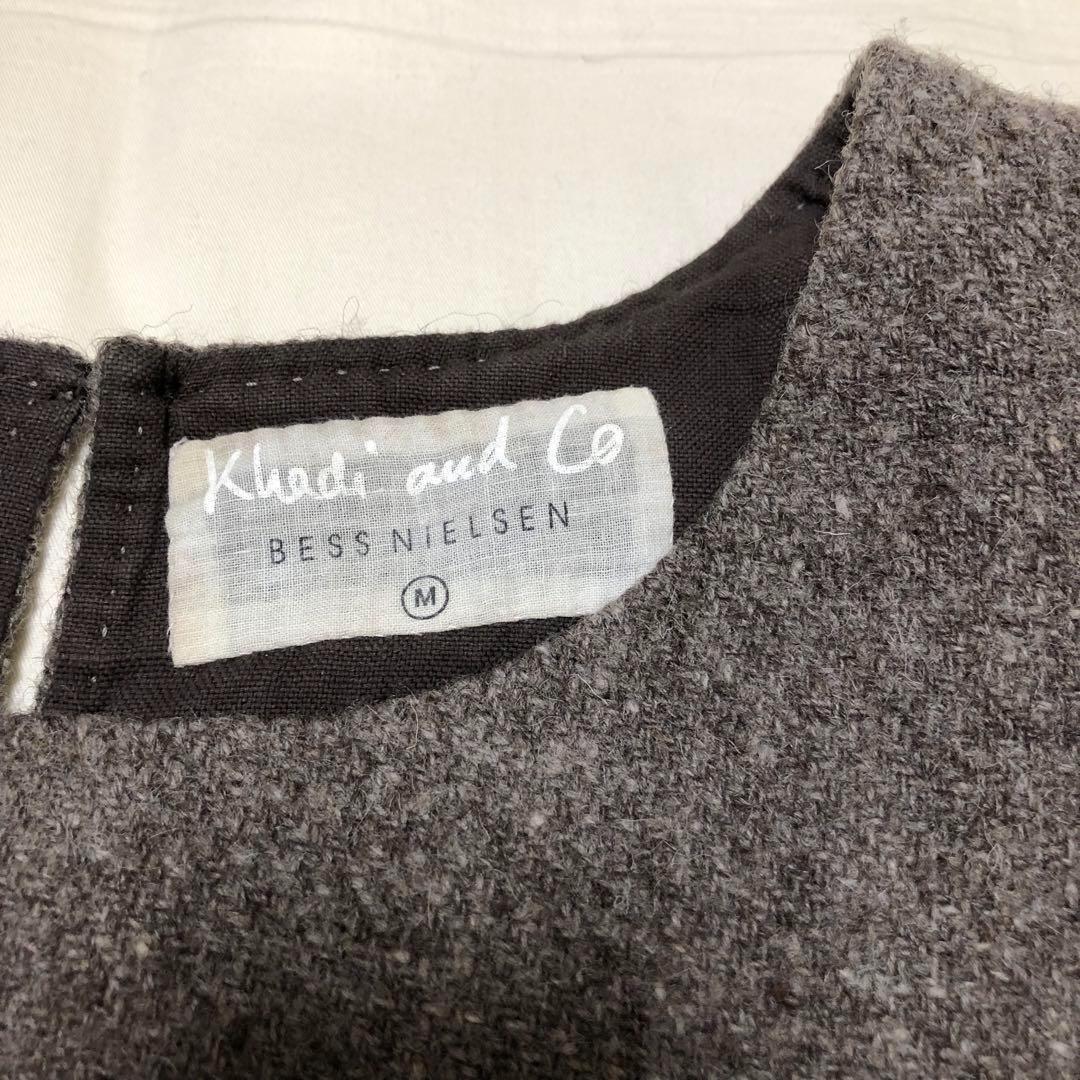 Khadi and Co
BESS NIELSEN
M